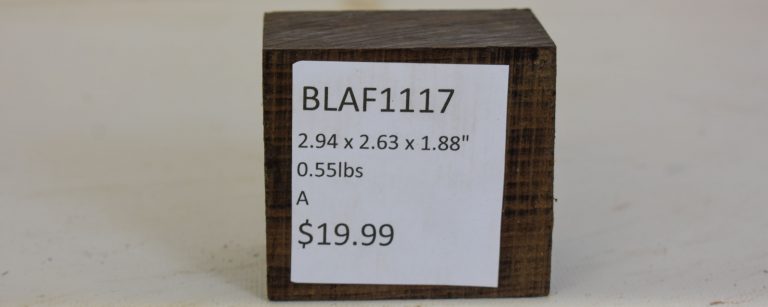 BLAF1117
2.94 x 2.63 x 1.88"
0.55lbs
A
$19.99